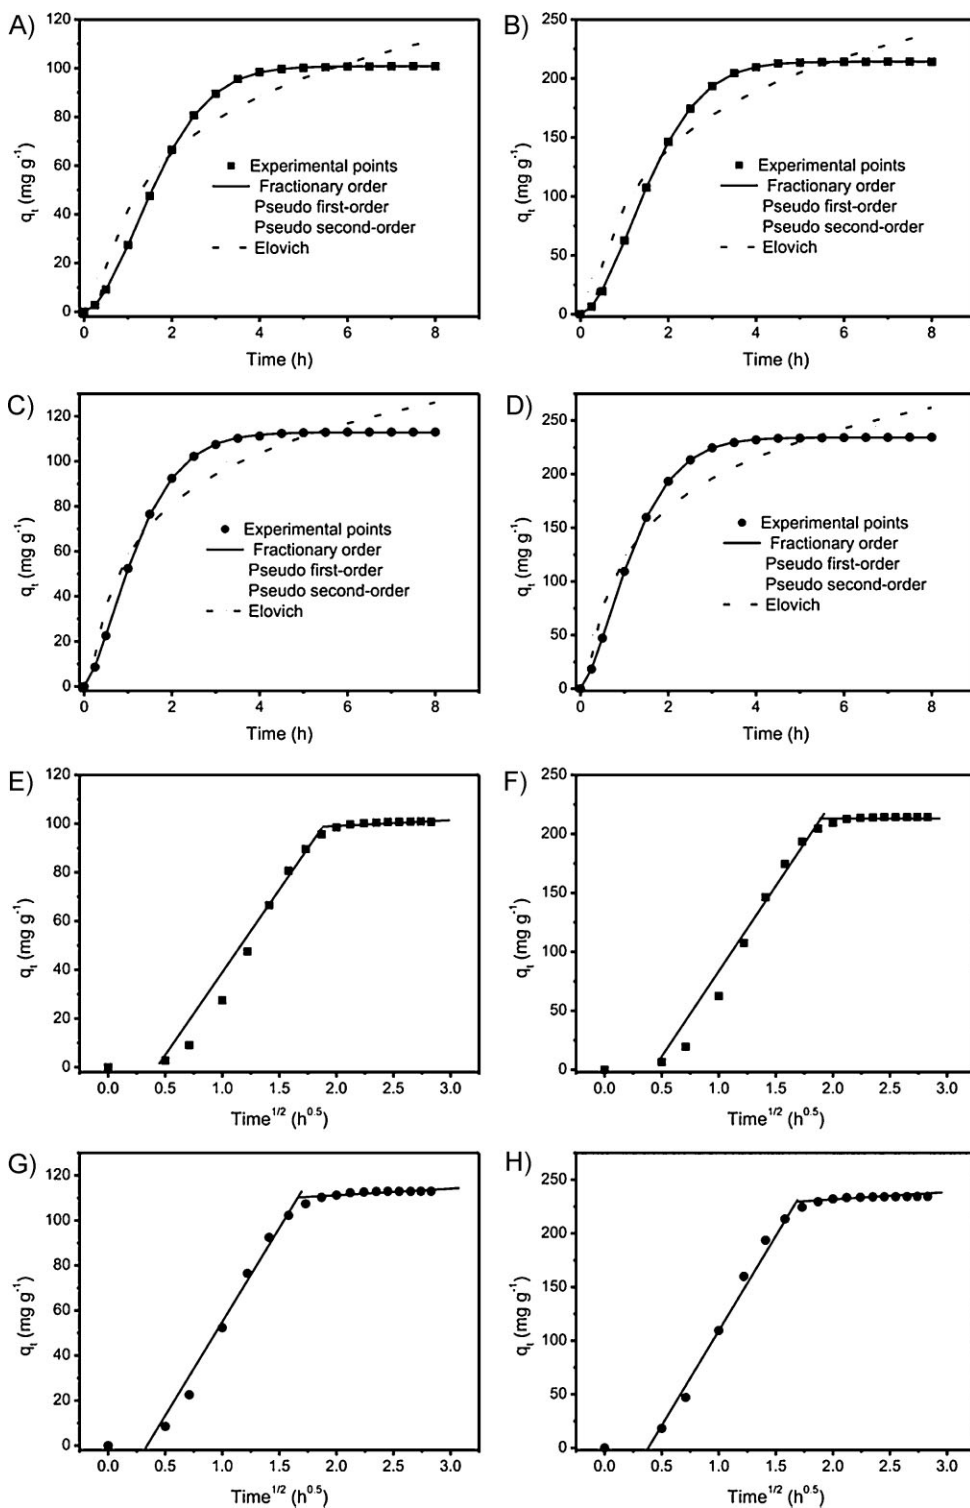 A)
120
100
80
60
40
20
0
qₜ (mg g⁻¹)
Experimental points
Fractionary order
Pseudo first-order
Pseudo second-order
Elovich
0 2 4 6 8
Time (h)
B)
250
200
150
100
50
0
qₜ (mg g⁻¹)
Experimental points
Fractionary order
Pseudo first-order
Pseudo second-order
Elovich
0 2 4 6 8
Time (h)
C)
120
100
80
60
40
20
0
qₜ (mg g⁻¹)
Experimental points
Fractionary order
Pseudo first-order
Pseudo second-order
Elovich
0 2 4 6 8
Time (h)
D)
250
200
150
100
50
0
qₜ (mg g⁻¹)
Experimental points
Fractionary order
Pseudo first-order
Pseudo second-order
Elovich
0 2 4 6 8
Time (h)
E)
120
100
80
60
40
20
0
qₜ (mg g⁻¹)
0.0 0.5 1.0 1.5 2.0 2.5 3.0
Time¹ᐟ² (h⁰·⁵)
F)
250
200
150
100
50
0
qₜ (mg g⁻¹)
0.0 0.5 1.0 1.5 2.0 2.5 3.0
Time¹ᐟ² (h⁰·⁵)
G)
120
100
80
60
40
20
0
qₜ (mg g⁻¹)
0.0 0.5 1.0 1.5 2.0 2.5 3.0
Time¹ᐟ² (h⁰·⁵)
H)
250
200
150
100
50
0
qₜ (mg g⁻¹)
0.0 0.5 1.0 1.5 2.0 2.5 3.0
Time¹ᐟ² (h⁰·⁵)